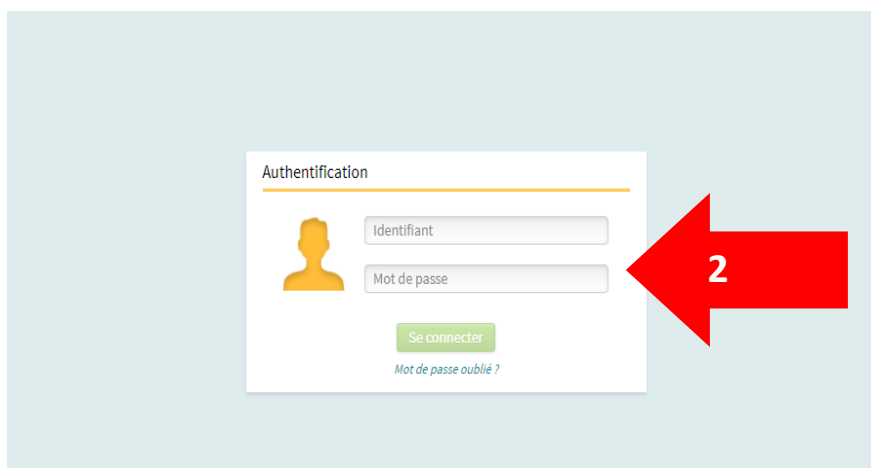 Authentification
Identifiant
Mot de passe
2
Se connecter
Mot de passe oublié ?